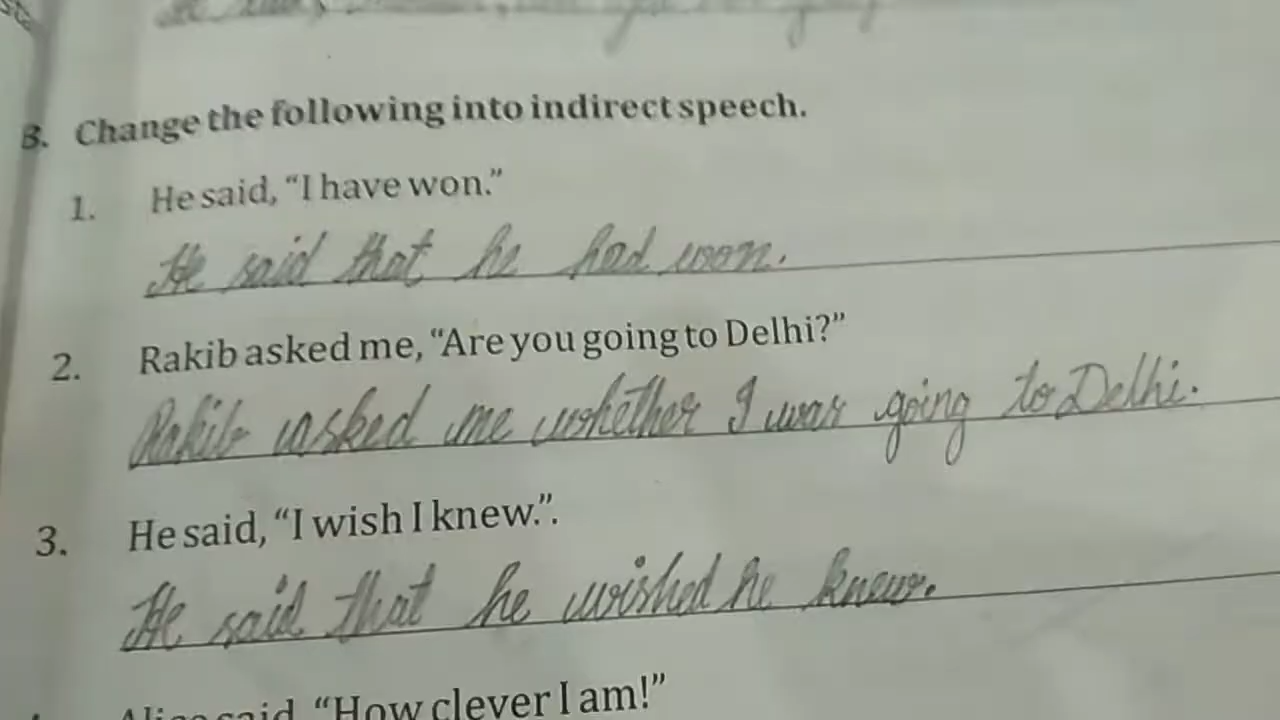 B. Change the following into indirect speech.
1. He said, “I have won.”
He said that he had won.
2. Rakib asked me, “Are you going to Delhi?”
Rakib asked me whether I was going to Delhi.
3. He said, “I wish I knew.”.
He said that he wished he knew.
Alice said, “How clever I am!”